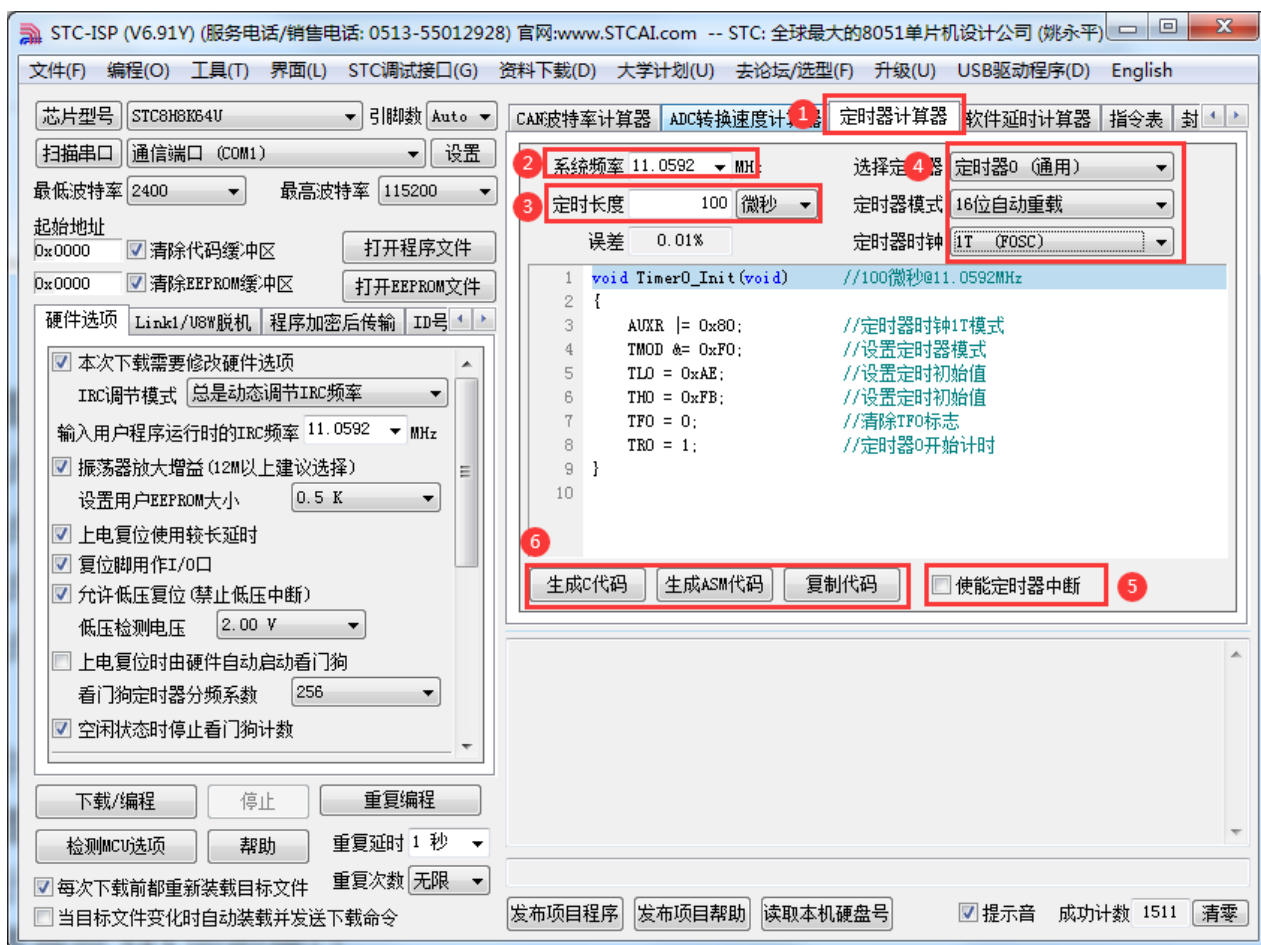 STC-ISP (V6.91Y) (服务电话/销售电话: 0513-55012928) 官网:www.STCAI.com -- STC: 全球最大的8051单片机设计公司 (姚永平)
文件(F) 编程(O) 工具(T) 界面(L) STC调试接口(G) 资料下载(D) 大学计划(U) 去论坛/选型(F) 升级(U) USB驱动程序(D) English
芯片型号 STC8H8K64U 引脚数 Auto
扫描串口 通信端口 (COM1) 设置
最低波特率 2400 最高波特率 115200
起始地址
0x0000 清除代码缓冲区 打开程序文件
0x0000 清除EEPROM缓冲区 打开EEPROM文件
硬件选项 Link1/U8W脱机 程序加密后传输 ID号
本次下载需要修改硬件选项
IRC调节模式 总是动态调节IRC频率
输入用户程序运行时的IRC频率 11.0592 MHz
振荡器放大增益(12M以上建议选择)
设置用户EEPROM大小 0.5 K
上电复位使用较长延时
复位脚用作I/O口
允许低压复位(禁止低压中断)
低压检测电压 2.00 V
上电复位时由硬件自动启动看门狗
看门狗定时器分频系数 256
空闲状态时停止看门狗计数
下载/编程 停止 重复编程
检测MCU选项 帮助 重复延时 1 秒
每次下载前都重新装载目标文件 重复次数 无限
当目标文件变化时自动装载并发送下载命令
CAN波特率计算器 ADC转换速度计 器 1 定时器计算器 软件延时计算器 指令表 封
2 系统频率 11.0592 MHz 选择定 4 器 定时器0 (通用)
3 定时长度 100 微秒 定时器模式 16位自动重载
误差 0.01% 定时器时钟 1T (FOSC)
1 void Timer0_Init(void) //100微秒@11.0592MHz
2 {
3 AUXR |= 0x80; //定时器时钟1T模式
4 TMOD &= 0xF0; //设置定时器模式
5 TL0 = 0xAE; //设置定时初始值
6 TH0 = 0xFB; //设置定时初始值
7 TF0 = 0; //清除TF0标志
8 TR0 = 1; //定时器0开始计时
9 }
10
6
生成C代码 生成ASM代码 复制代码 使能定时器中断 5
发布项目程序 发布项目帮助 读取本机硬盘号 提示音 成功计数 1511 清零